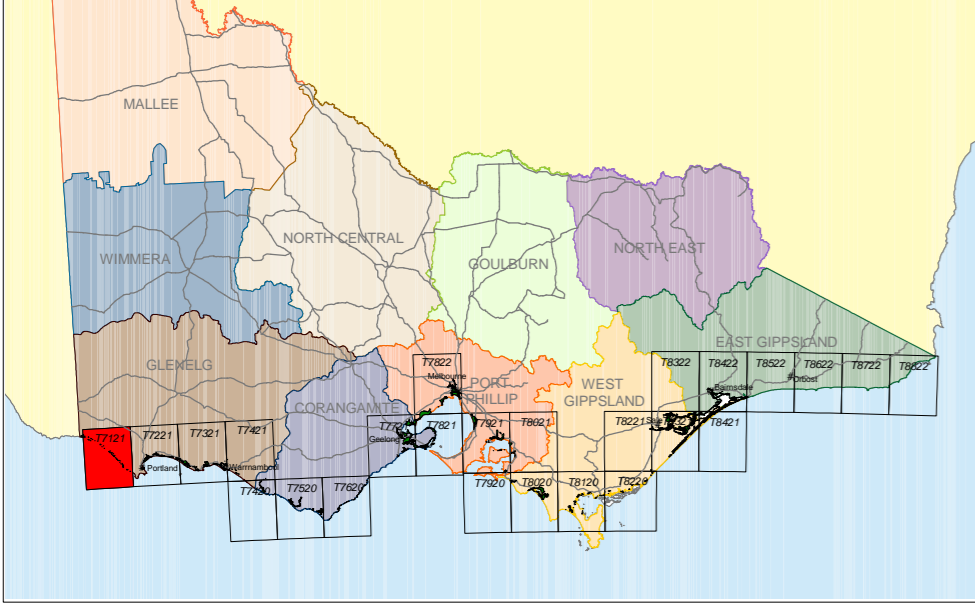 MALLEE
WIMMERA
NORTH CENTRAL
GOULBURN
NORTH EAST
EAST GIPPSLAND
GLENELG
CORANGAMITE
PORT
PHILLIP
WEST
GIPPSLAND
T7822
Melbourne
T8322
T8422
T8522
T8622
T8722
T8822
Orbost
Bairnsdale
T7121
T7221
T7321
T7421
Portland
Warrnambool
Geelong
T7821
T7921
T8021
T8221
T8421
T7420
T7520
T7620
T7920
T8020
T8120
T8220